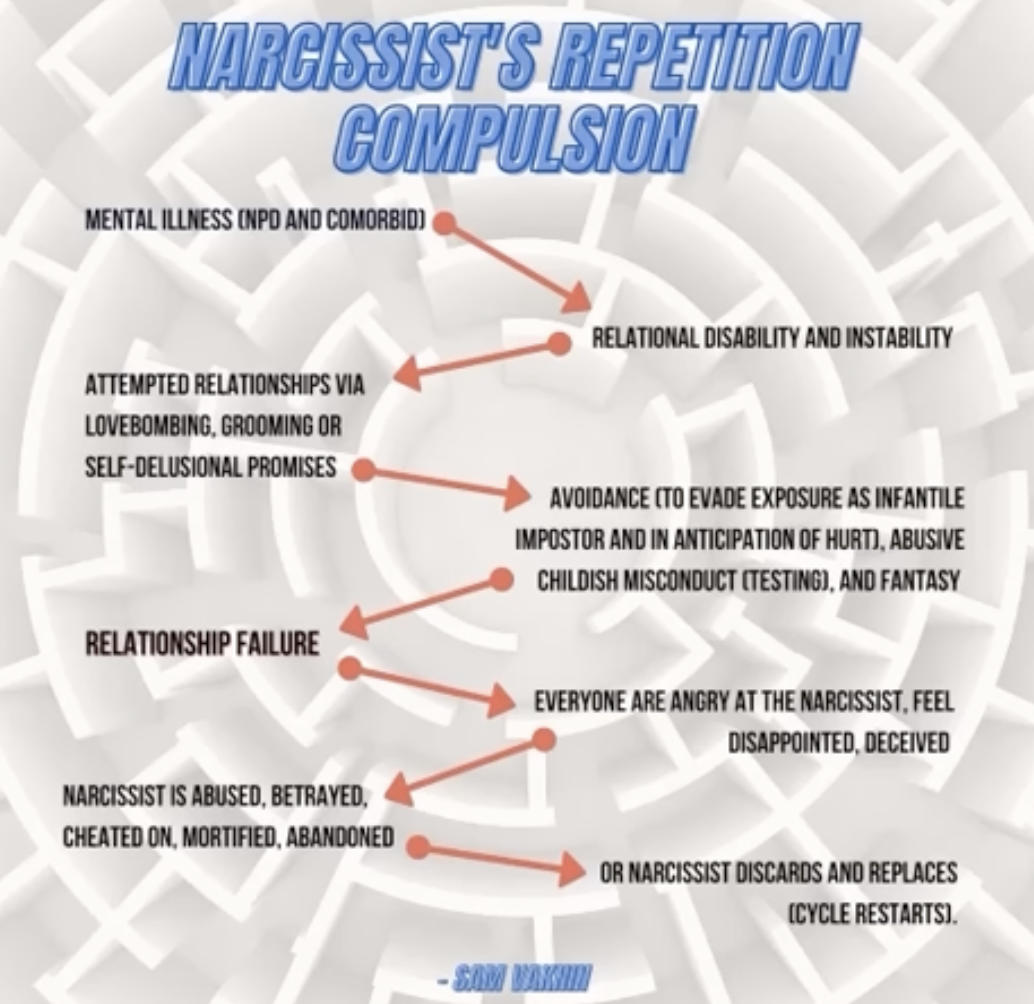 NARCISSIST'S REPETITION
COMPULSION
MENTAL ILLNESS (NPD AND COMORBID)
RELATIONAL DISABILITY AND INSTABILITY
ATTEMPTED RELATIONSHIPS VIA
LOVEBOMBING, GROOMING OR
SELF-DELUSIONAL PROMISES
AVOIDANCE (TO EVADE EXPOSURE AS INFANTILE
IMPOSTOR AND IN ANTICIPATION OF HURT), ABUSIVE
CHILDISH MISCONDUCT (TESTING), AND FANTASY
RELATIONSHIP FAILURE
EVERYONE ARE ANGRY AT THE NARCISSIST, FEEL
DISAPPOINTED, DECEIVED
NARCISSIST IS ABUSED, BETRAYED,
CHEATED ON, MORTIFIED, ABANDONED
OR NARCISSIST DISCARDS AND REPLACES
(CYCLE RESTARTS).
- SAM VAKNIN